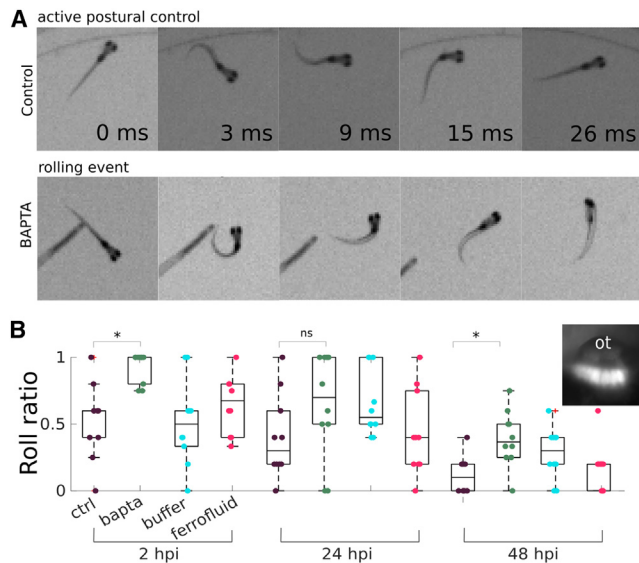 A
active postural control
Control
0 ms
3 ms
9 ms
15 ms
26 ms
rolling event
BAPTA
B
Roll ratio
1
0.5
0
*
ns
*
ot
ctrl
bapta
buffer
ferrofluid
2 hpi
24 hpi
48 hpi